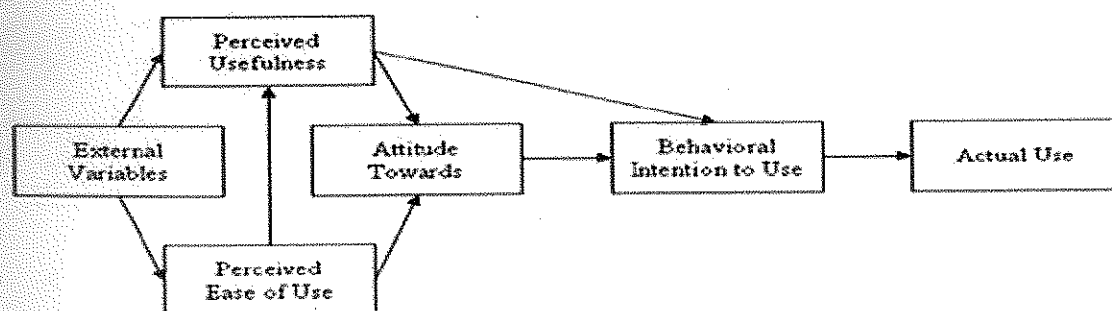 Perceived
Usefulness
External
Variables
Attitude
Towards
Behavioral
Intention to Use
Actual Use
Perceived
Ease of Use